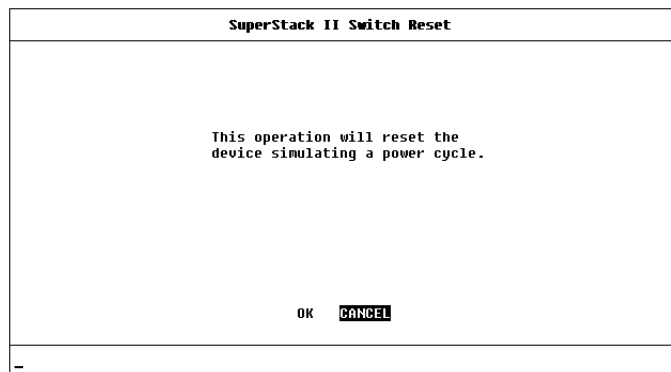 SuperStack II Switch Reset
This operation will reset the
device simulating a power cycle.
OK CANCEL